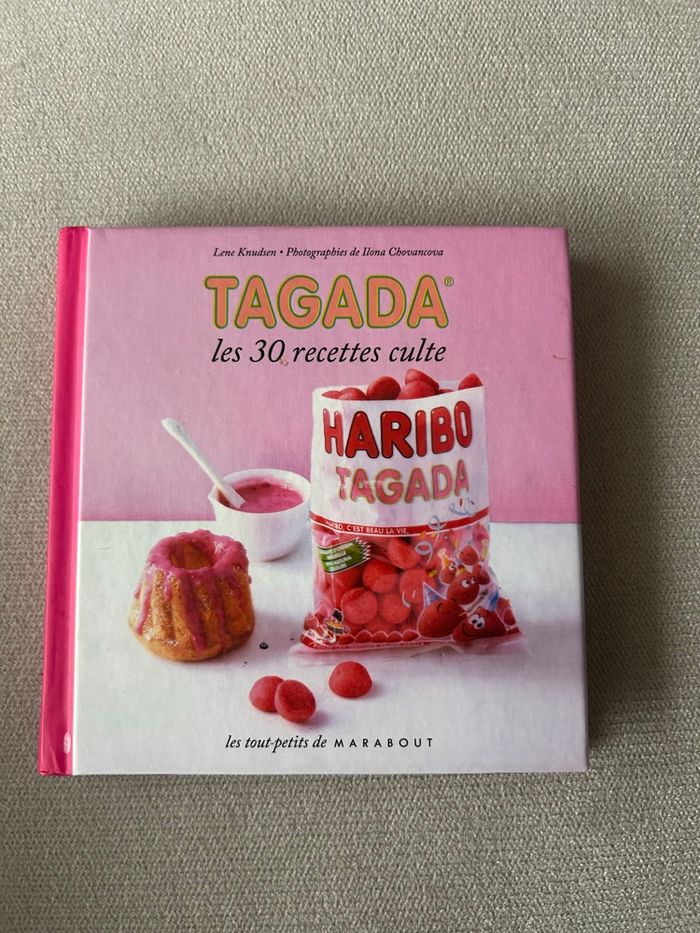 Lene Knudsen • Photographies de Ilona Chovancova
TAGADA®
les 30 recettes culte
HARIBO
TAGADA
HARIBO, C'EST BEAU LA VIE.
les tout-petits de MARABOUT